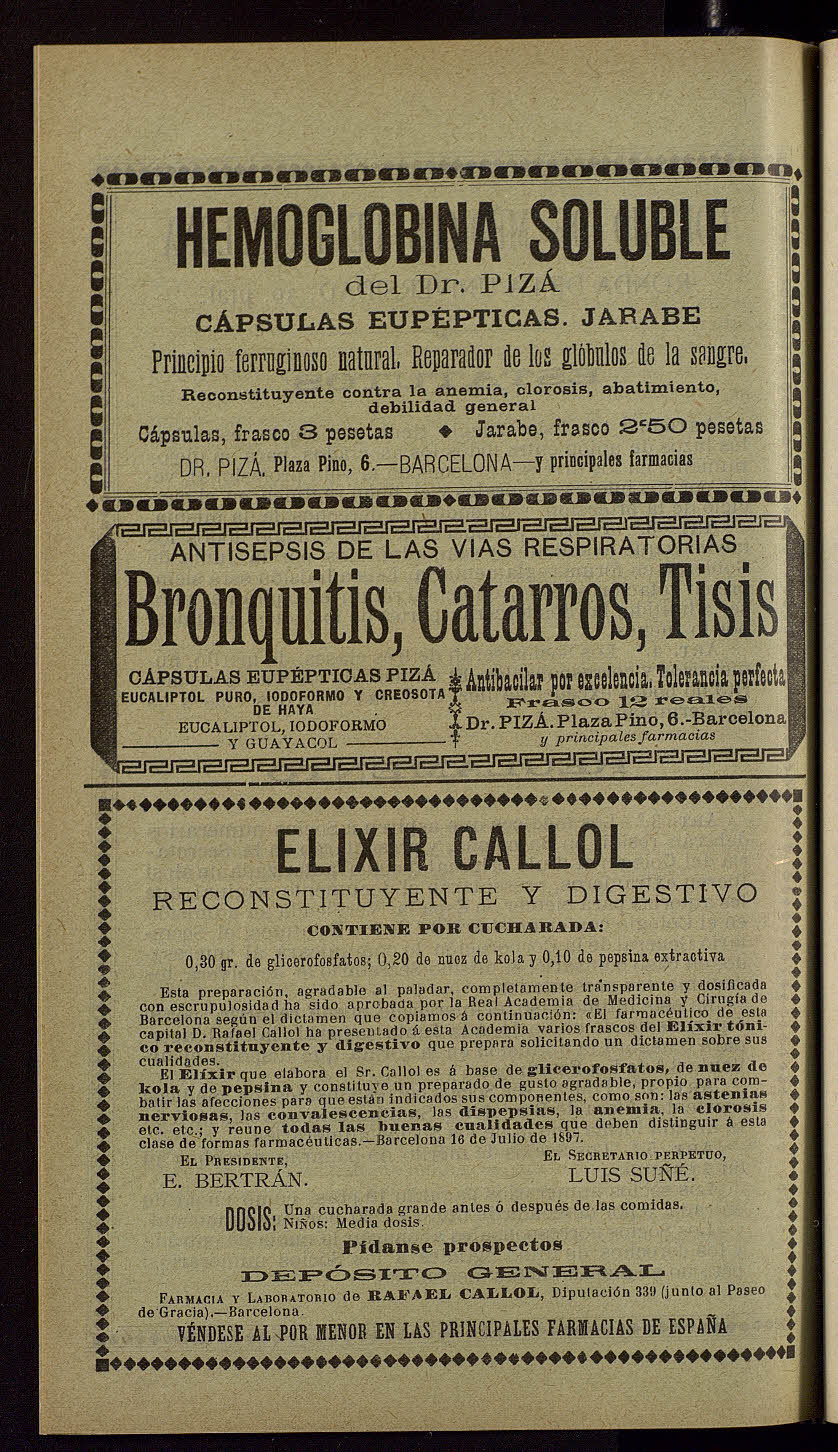 HEMOGLOBINA SOLUBLE
del Dr. PIZÁ
CÁPSULAS EUPÉPTICAS. JARABE
Principio ferruginoso natural. Reparador de los glóbulos de la sangre.
Reconstituyente contra la anemia, clorosis, abatimiento,
debilidad general
Cápsulas, frasco 3 pesetas ◆ Jarabe, frasco 2‘50 pesetas
DR. PIZÁ. Plaza Pino, 6.—BARCELONA—y principales farmacias
ANTISEPSIS DE LAS VIAS RESPIRATORIAS
Bronquitis, Catarros, Tisis
CÁPSULAS EUPÉPTICAS PIZÁ
EUCALIPTOL PURO, IODOFORMO Y CREOSOTA
DE HAYA
EUCALIPTOL, IODOFORMO
Y GUAYACOL
Antibacilar por excelencia. Tolerancia perfecta
Frasco 12 reales
Dr. PIZÁ. Plaza Pino, 6.-Barcelona
y principales farmacias
ELIXIR CALLOL
RECONSTITUYENTE Y DIGESTIVO
CONTIENE POR CUCHARADA:
0,30 gr. de glicerofosfatos; 0,20 de nuez de kola y 0,10 de pepsina extractiva
Esta preparación, agradable al paladar, completamente transparente y dosificada
con escrupulosidad ha sido aprobada por la Real Academia de Medicina y Cirugía de
Barcelona según el dictamen que copiamos á continuación: «El farmacéutico de esta
capital D. Rafael Callol ha presentado á esta Academia varios frascos del Elíxir tóni-
co reconstituyente y digestivo que prepara solicitando un dictamen sobre sus
cualidades.
El Elíxir que elabora el Sr. Callol es á base de glicerofosfatos, de nuez de
kola y de pepsina y constituye un preparado de gusto agradable, propio para com-
batir las afecciones para que están indicados sus componentes, como son: las astenias
nerviosas, las convalescencias, las dispepsias, la anemia, la clorosis
etc. etc.; y reune todas las buenas cualidades que deben distinguir á esta
clase de formas farmacéuticas.—Barcelona 16 de Julio de 1897.
EL PRESIDENTE,
E. BERTRÁN.
EL SECRETARIO PERPETUO,
LUIS SUÑÉ.
DOSIS: Una cucharada grande antes ó después de las comidas.
NIÑOS: Media dosis.
Pídanse prospectos
DEPÓSITO GENERAL
FARMACIA Y LABORATORIO de RAFAEL CALLOL, Diputación 339 (junto al Paseo
de Gracia).—Barcelona.
VÉNDESE AL POR MENOR EN LAS PRINCIPALES FARMACIAS DE ESPAÑA